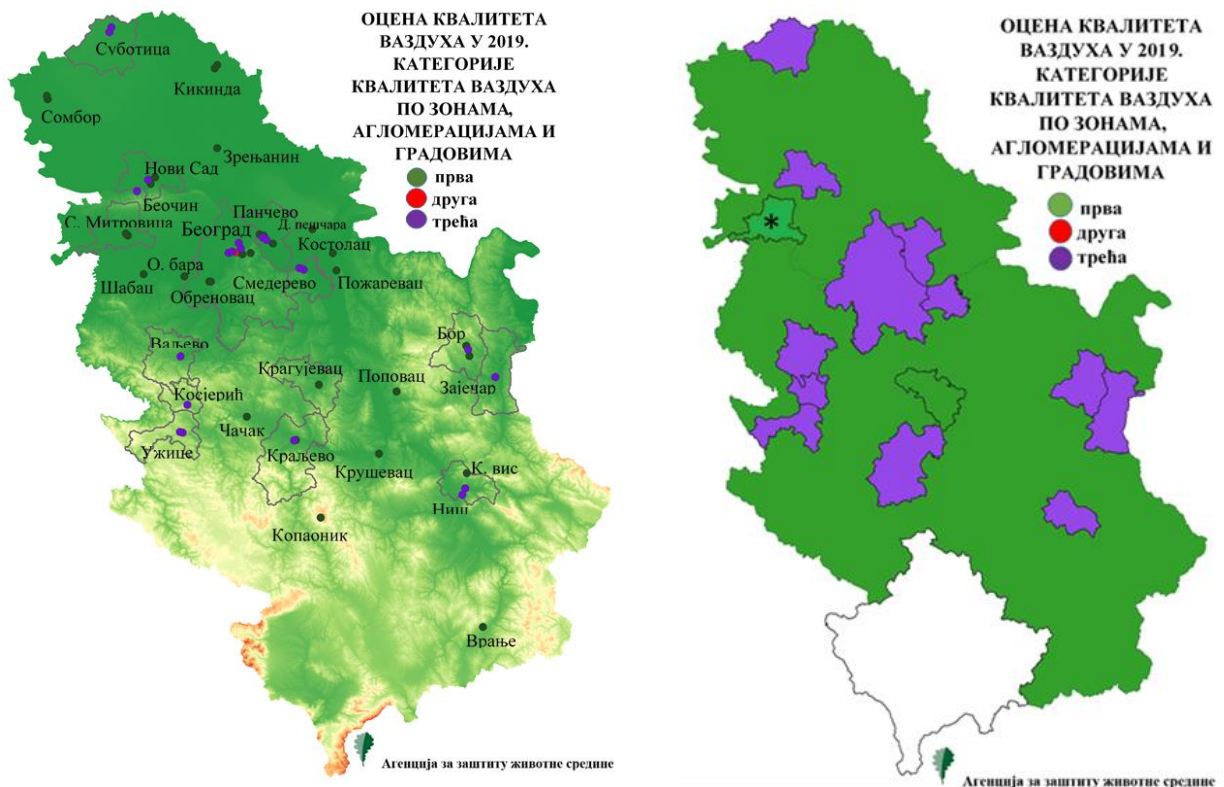 ОЦЕНА КВАЛИТЕТА
ВАЗДУХА У 2019.
КАТЕГОРИЈЕ
КВАЛИТЕТА ВАЗДУХА
ПО ЗОНАМА,
АГЛОМЕРАЦИЈАМА И
ГРАДОВИМА
прва
друга
трећа
Суботица
Кикинда
Сомбор
Зрењанин
Нови Сад
Беочин
С. Митровица
Панчево
Београд
Д. пешчара
Костолац
О. бара
Шабац
Обреновац
Смедерево
Пожаревац
Бор
Ваљево
Крагујевац
Поповац
Зајечар
Косјерић
Чачак
Ужице
Краљево
Крушевац
К. вис
Ниш
Копаоник
Врање
Агенција за заштиту животне средине
ОЦЕНА КВАЛИТЕТА
ВАЗДУХА У 2019.
КАТЕГОРИЈЕ
КВАЛИТЕТА ВАЗДУХА
ПО ЗОНАМА,
АГЛОМЕРАЦИЈАМА И
ГРАДОВИМА
прва
друга
трећа
*
Агенција за заштиту животне средине